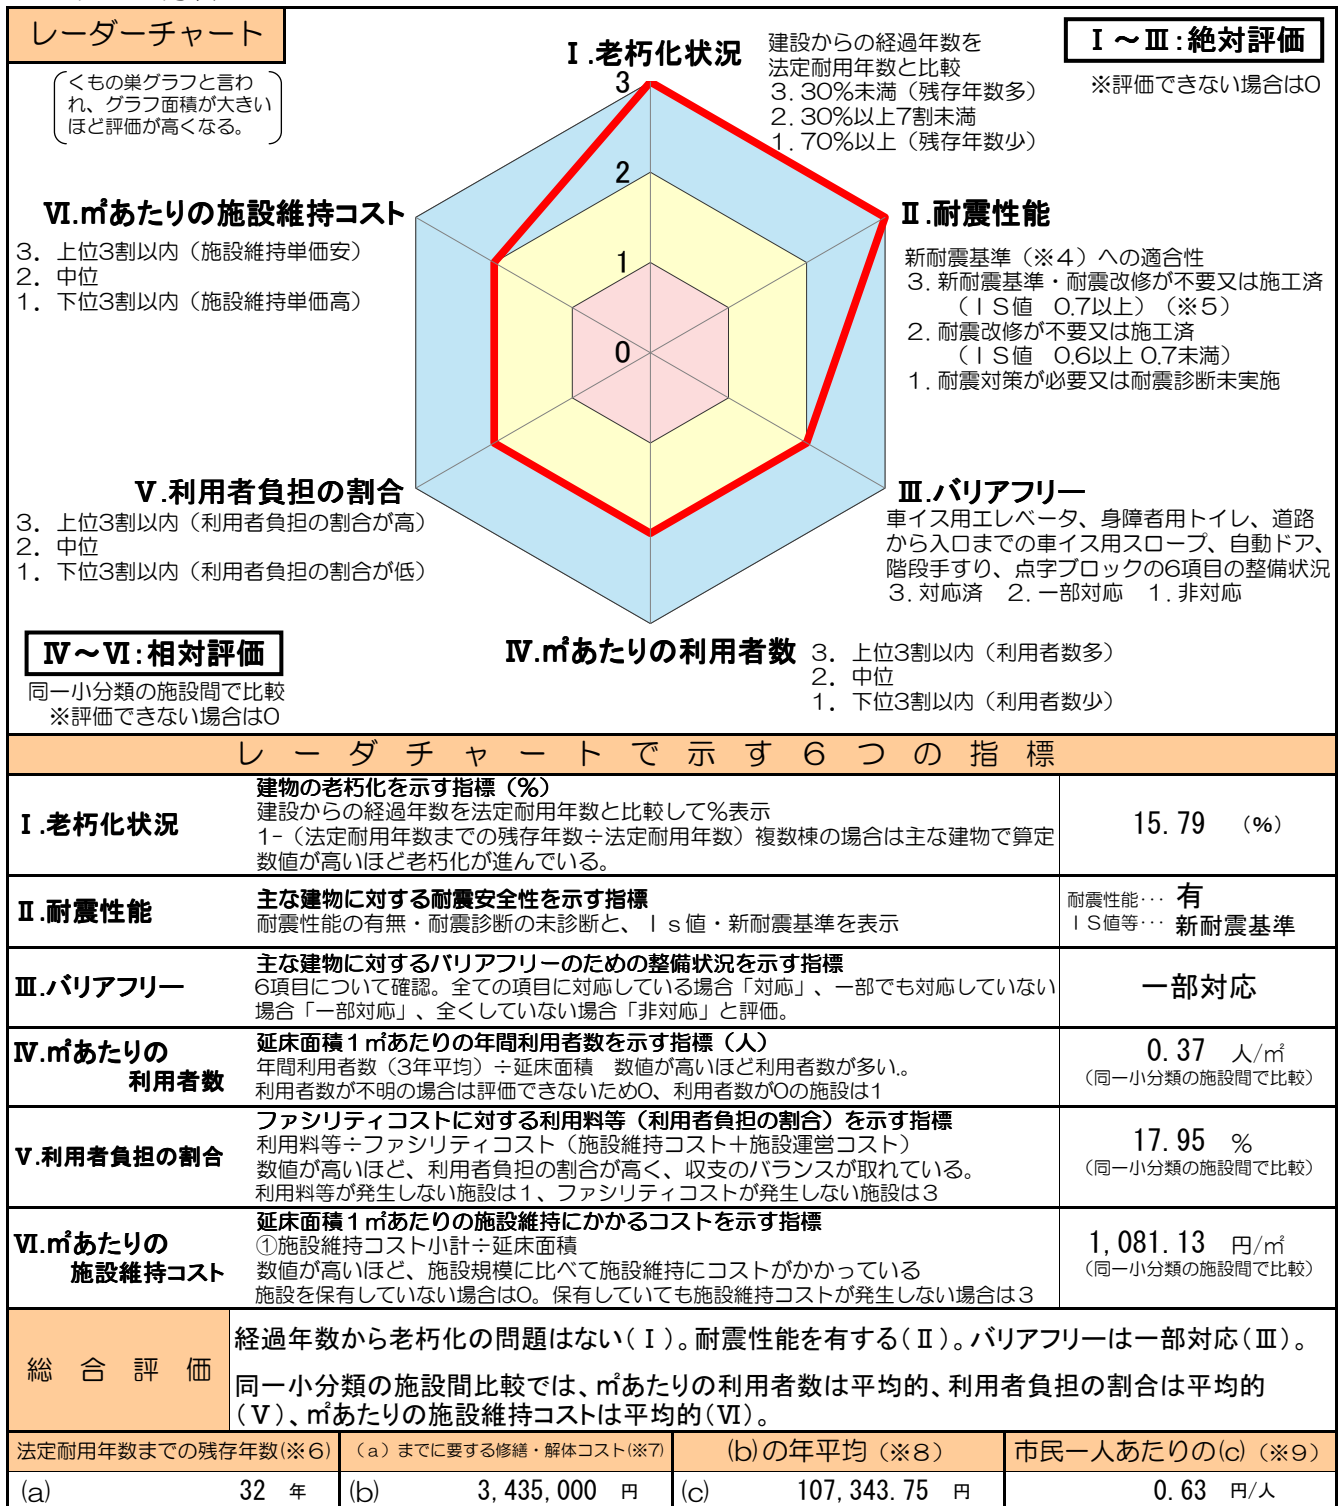 レーダーチャート
くもの巣グラフと言わ
れ、グラフ面積が大きい
ほど評価が高くなる。
Ⅰ.老朽化状況
建設からの経過年数を
法定耐用年数と比較
3. 30%未満（残存年数多）
2. 30%以上7割未満
1. 70%以上（残存年数少）
Ⅰ～Ⅲ:絶対評価
※評価できない場合は0
3
2
1
0
Ⅵ.㎡あたりの施設維持コスト
3. 上位3割以内（施設維持単価安）
2. 中位
1. 下位3割以内（施設維持単価高）
Ⅱ.耐震性能
新耐震基準（※4）への適合性
3. 新耐震基準・耐震改修が不要又は施工済
（ＩＳ値　0.7以上）（※5）
2. 耐震改修が不要又は施工済
（ＩＳ値　0.6以上 0.7未満）
1. 耐震対策が必要又は耐震診断未実施
Ⅴ.利用者負担の割合
3. 上位3割以内（利用者負担の割合が高）
2. 中位
1. 下位3割以内（利用者負担の割合が低）
Ⅲ.バリアフリー
車イス用エレベータ、身障者用トイレ、道路
から入口までの車イス用スロープ、自動ドア、
階段手すり、点字ブロックの6項目の整備状況
3. 対応済　2. 一部対応　1. 非対応
Ⅳ～Ⅵ:相対評価
同一小分類の施設間で比較
※評価できない場合は0
Ⅳ.㎡あたりの利用者数
3. 上位3割以内（利用者数多）
2. 中位
1. 下位3割以内（利用者数少）
レーダチャートで示す６つの指標
Ⅰ.老朽化状況
建物の老朽化を示す指標（%）
建設からの経過年数を法定耐用年数と比較して%表示
1-（法定耐用年数までの残存年数÷法定耐用年数）複数棟の場合は主な建物で算定
数値が高いほど老朽化が進んでいる。
15.79　（%）
Ⅱ.耐震性能
主な建物に対する耐震安全性を示す指標
耐震性能の有無・耐震診断の未診断と、Ｉｓ値・新耐震基準を表示
耐震性能… 有
ＩＳ値等… 新耐震基準
Ⅲ.バリアフリー
主な建物に対するバリアフリーのための整備状況を示す指標
6項目について確認。全ての項目に対応している場合「対応」、一部でも対応していない
場合「一部対応」、全くしていない場合「非対応」と評価。
一部対応
Ⅳ.㎡あたりの
利用者数
延床面積１㎡あたりの年間利用者数を示す指標（人）
年間利用者数（3年平均）÷延床面積　数値が高いほど利用者数が多い。
利用者数が不明の場合は評価できないため0、利用者数が0の施設は1
0.37　人/㎡
（同一小分類の施設間で比較）
Ⅴ.利用者負担の割合
ファシリティコストに対する利用料等（利用者負担の割合）を示す指標
利用料等÷ファシリティコスト（施設維持コスト＋施設運営コスト）
数値が高いほど、利用者負担の割合が高く、収支のバランスが取れている。
利用料等が発生しない施設は１、ファシリティコストが発生しない施設は３
17.95　%
（同一小分類の施設間で比較）
Ⅵ.㎡あたりの
施設維持コスト
延床面積１㎡あたりの施設維持にかかるコストを示す指標
①施設維持コスト小計÷延床面積
数値が高いほど、施設規模に比べて施設維持にコストがかかっている
施設を保有していない場合は0。保有していても施設維持コストが発生しない場合は３
1,081.13　円/㎡
（同一小分類の施設間で比較）
総合評価
経過年数から老朽化の問題はない(Ⅰ)。耐震性能を有する(Ⅱ)。バリアフリーは一部対応(Ⅲ)。
同一小分類の施設間比較では、㎡あたりの利用者数は平均的、利用者負担の割合は平均的
(Ⅴ)、㎡あたりの施設維持コストは平均的(Ⅵ)。
法定耐用年数までの残存年数(※6)
（a）までに要する修繕・解体コスト(※7)
(b)の年平均（※8）
市民一人あたりの(c)（※9）
(a)　32 年
(b)　3,435,000 円
(c)　107,343.75 円
0.63 円/人